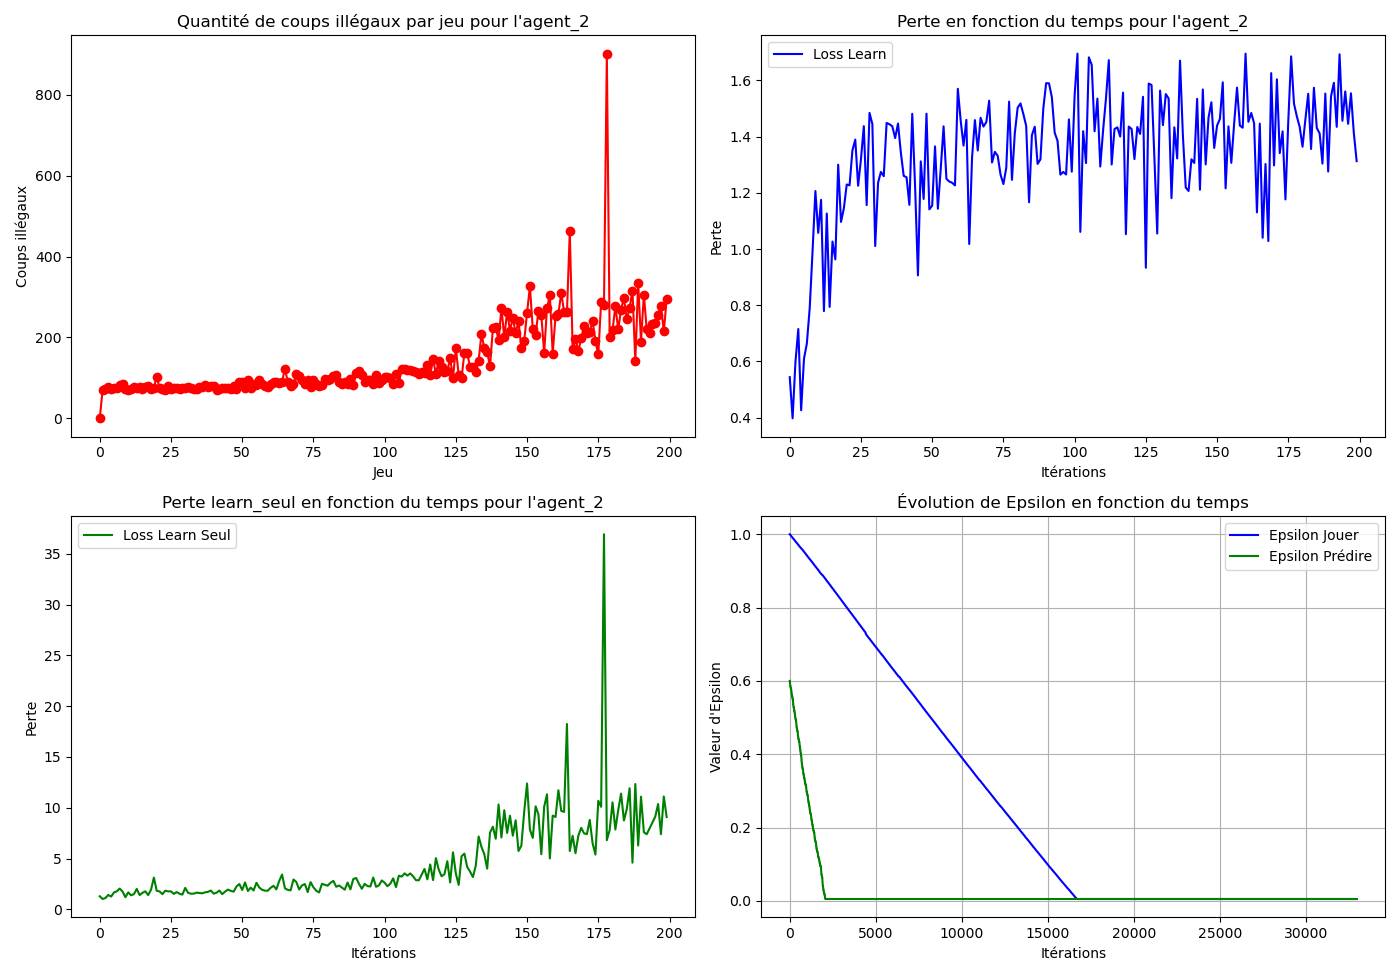 Quantité de coups illégaux par jeu pour l'agent_2
Coups illégaux
800
600
400
200
0
0 25 50 75 100 125 150 175 200
Jeu
Perte en fonction du temps pour l'agent_2
Loss Learn
Perte
1.6
1.4
1.2
1.0
0.8
0.6
0.4
0 25 50 75 100 125 150 175 200
Itérations
Perte learn_seul en fonction du temps pour l'agent_2
Loss Learn Seul
Perte
35
30
25
20
15
10
5
0
0 25 50 75 100 125 150 175 200
Itérations
Évolution de Epsilon en fonction du temps
Epsilon Jouer
Epsilon Prédire
Valeur d'Epsilon
1.0
0.8
0.6
0.4
0.2
0.0
0 5000 10000 15000 20000 25000 30000
Itérations